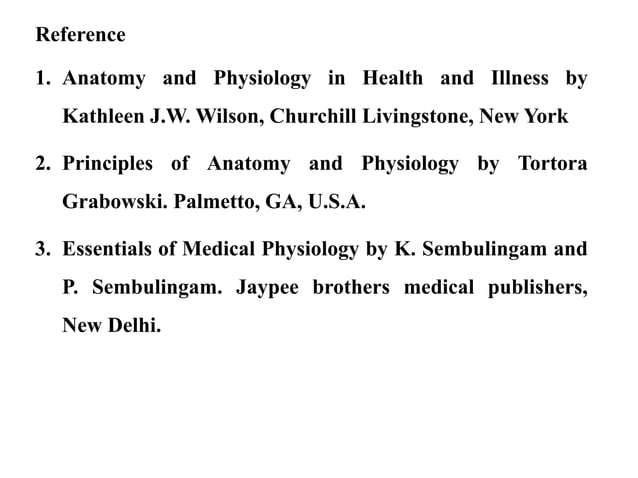 Reference
1. Anatomy and Physiology in Health and Illness by
Kathleen J.W. Wilson, Churchill Livingstone, New York
2. Principles of Anatomy and Physiology by Tortora
Grabowski. Palmetto, GA, U.S.A.
3. Essentials of Medical Physiology by K. Sembulingam and
P. Sembulingam. Jaypee brothers medical publishers,
New Delhi.